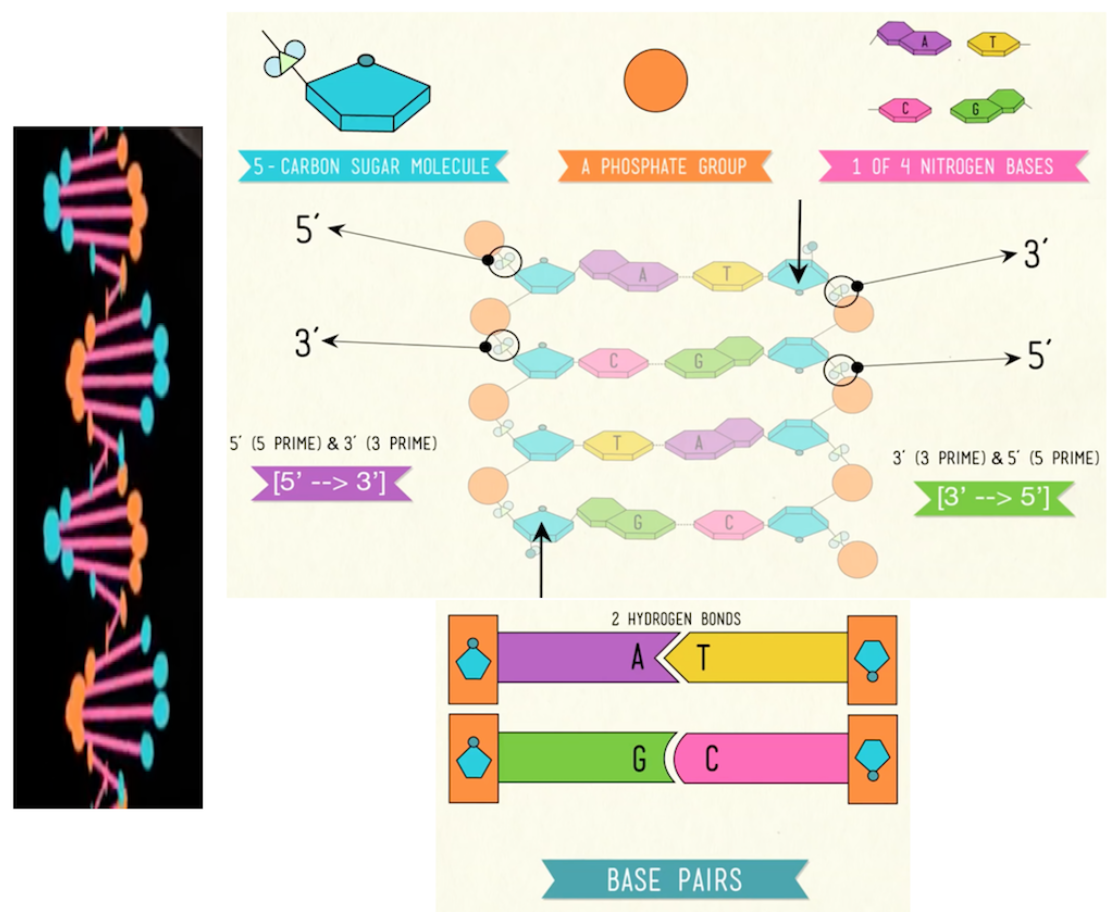 A
T
C
G
5-CARBON SUGAR MOLECULE
A PHOSPHATE GROUP
1 OF 4 NITROGEN BASES
5′
3′
A T
3′
C G
5′
T A
5′ (5 PRIME) & 3′ (3 PRIME)
[5' --> 3']
3′ (3 PRIME) & 5′ (5 PRIME)
[3' --> 5']
G C
2 HYDROGEN BONDS
A T
G C
BASE PAIRS